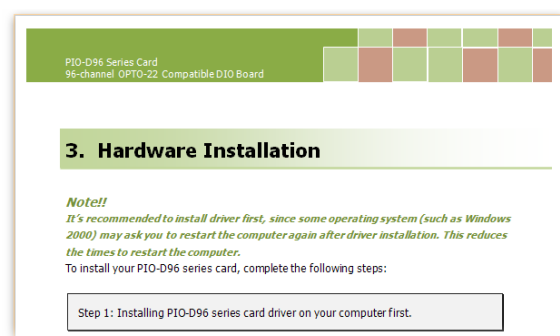 PIO-D96 Series Card
96-channel OPTO-22 Compatible DIO Board
3. Hardware Installation
Note!!
It's recommended to install driver first, since some operating system (such as Windows
2000) may ask you to restart the computer again after driver installation. This reduces
the times to restart the computer.
To install your PIO-D96 series card, complete the following steps:
Step 1: Installing PIO-D96 series card driver on your computer first.